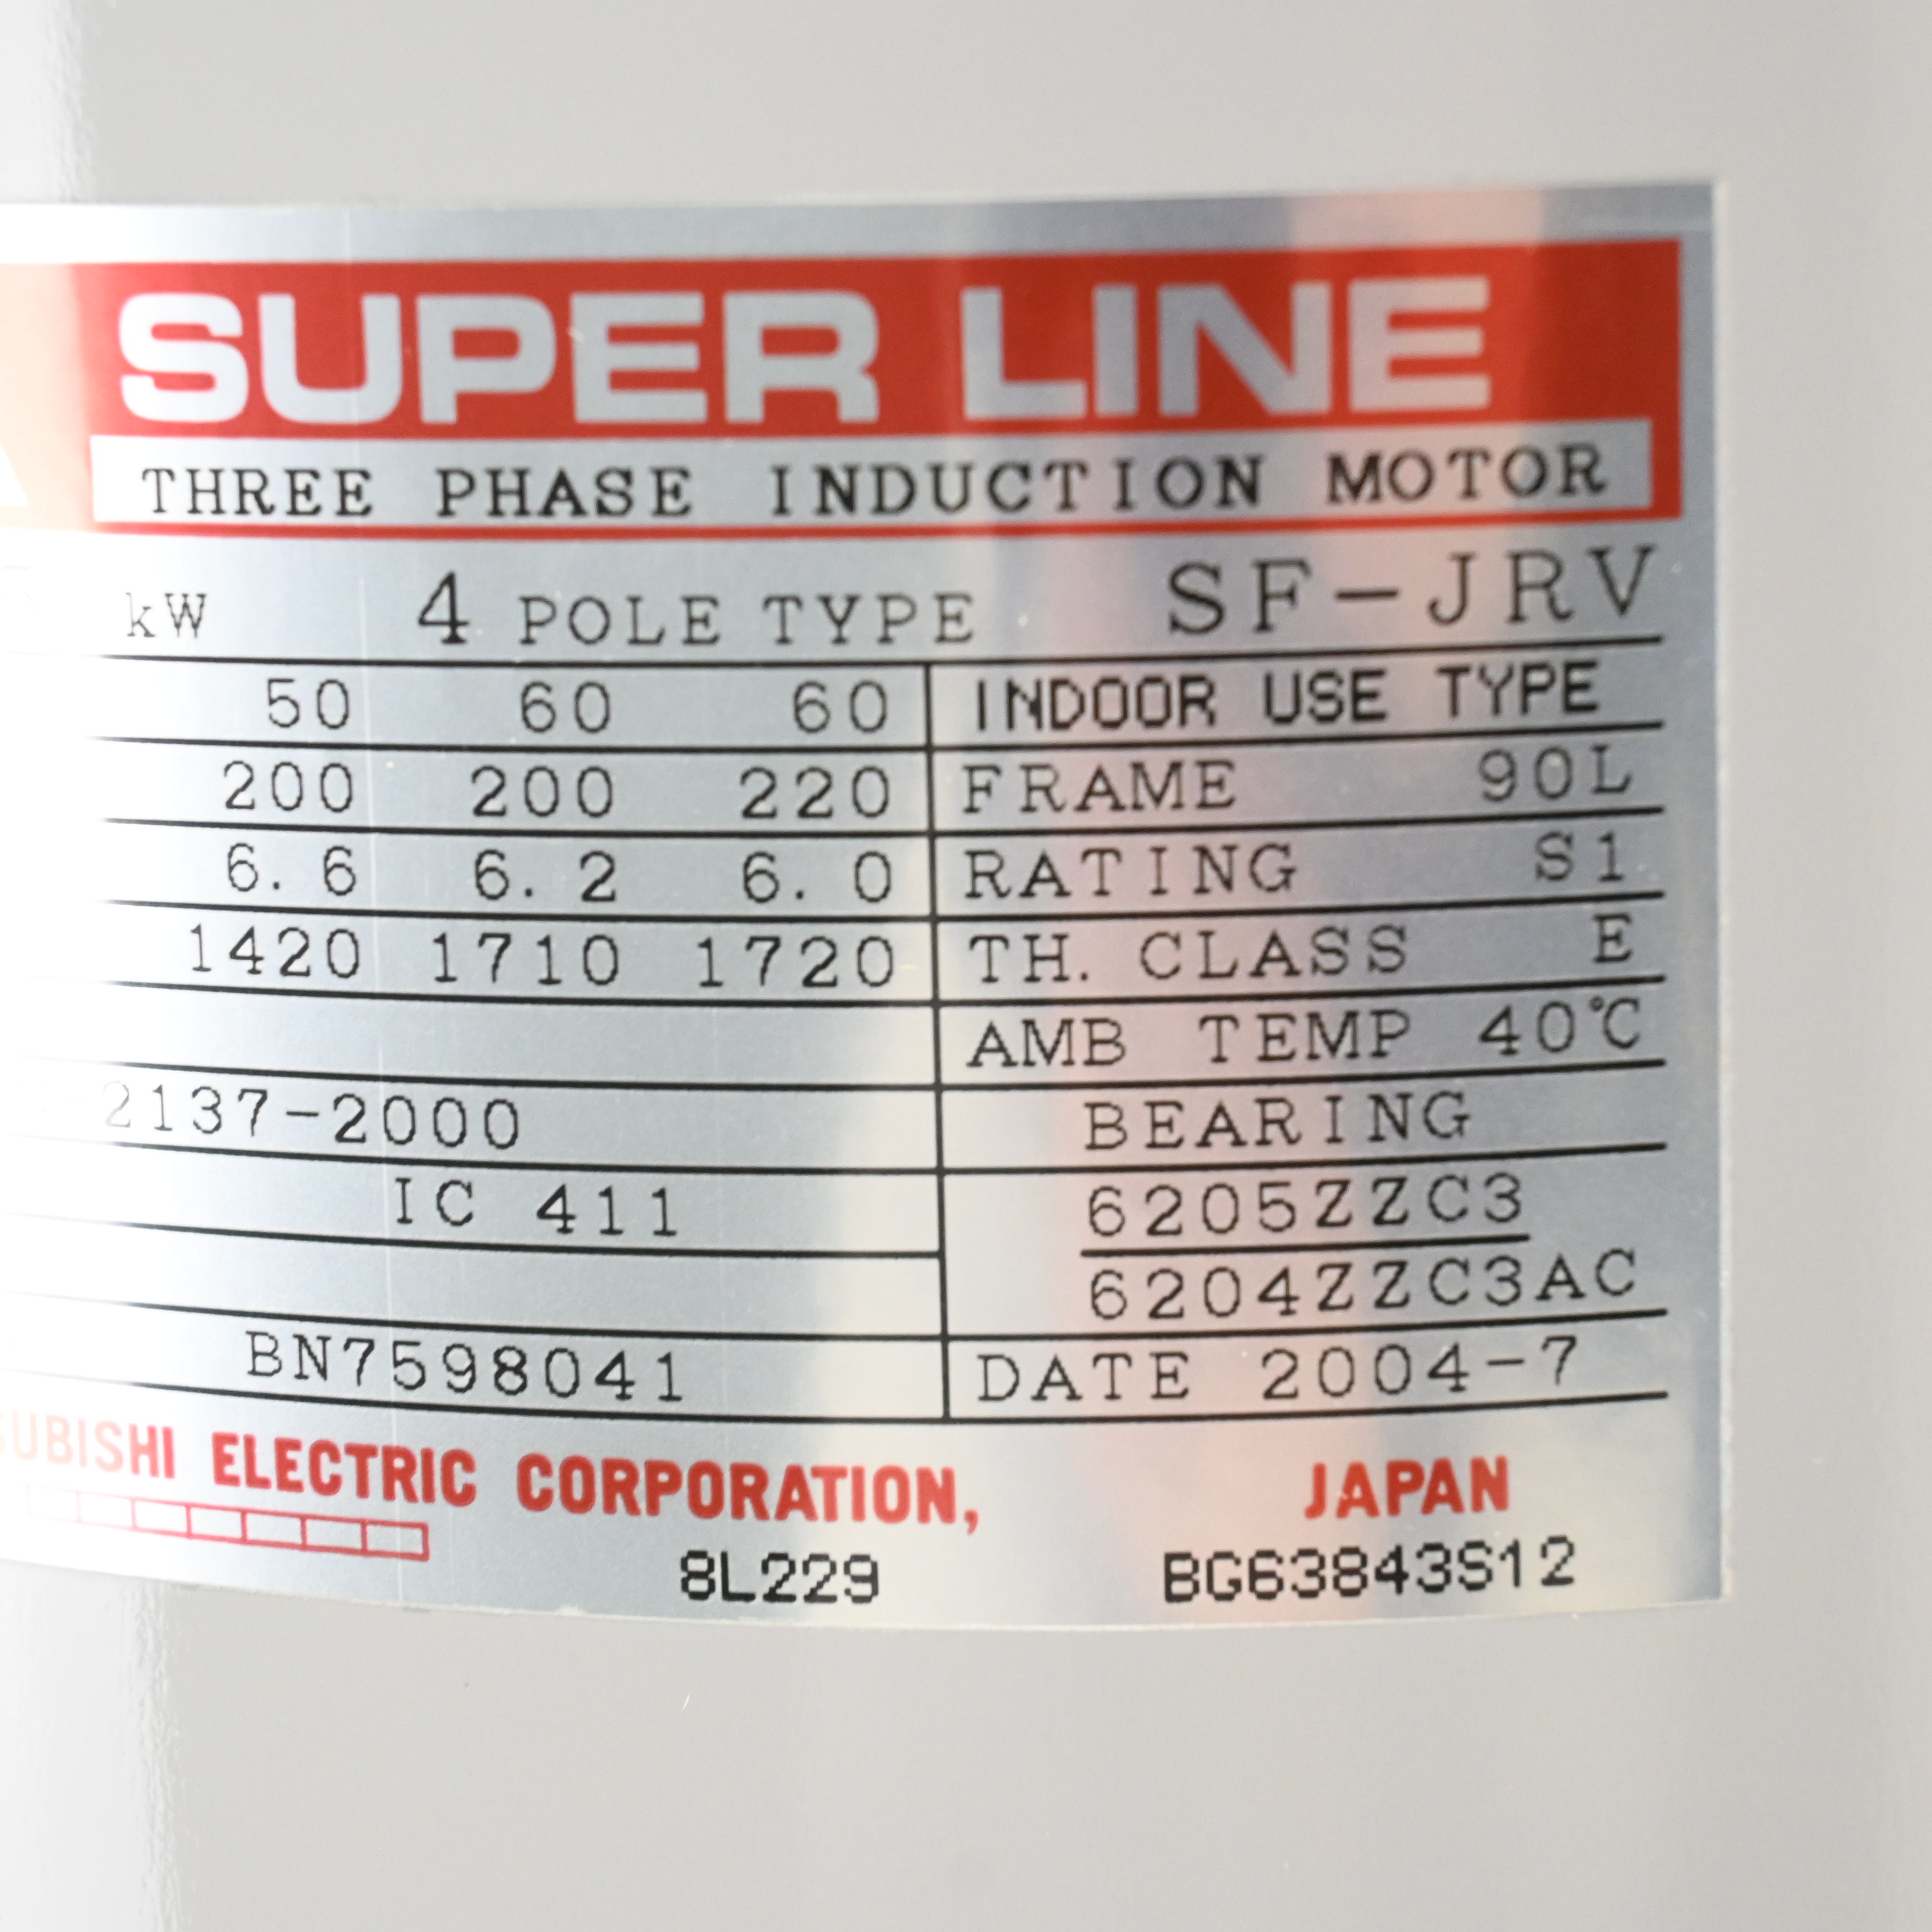 SUPER LINE
THREE PHASE INDUCTION MOTOR
kW 4 POLE TYPE SF-JRV
50 60 60 INDOOR USE TYPE
200 200 220 FRAME 90L
6.6 6.2 6.0 RATING S1
1420 1710 1720 TH. CLASS E
AMB TEMP 40℃
2137-2000 BEARING
IC 411 6205ZZC3
6204ZZC3AC
BN7598041 DATE 2004-7
UBISHI ELECTRIC CORPORATION, JAPAN
8L229 BG63843S12